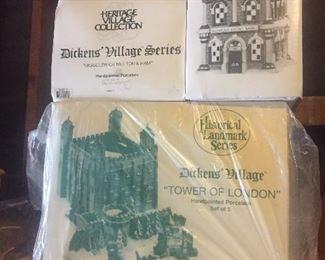 HERITAGE
VILLAGE
COLLECTION
Dickens' Village Series
Handpainted Porcelain
Historical
Landmark
Series
Dickens' Village
"TOWER OF LONDON"
Handpainted Porcelain
Set of 5